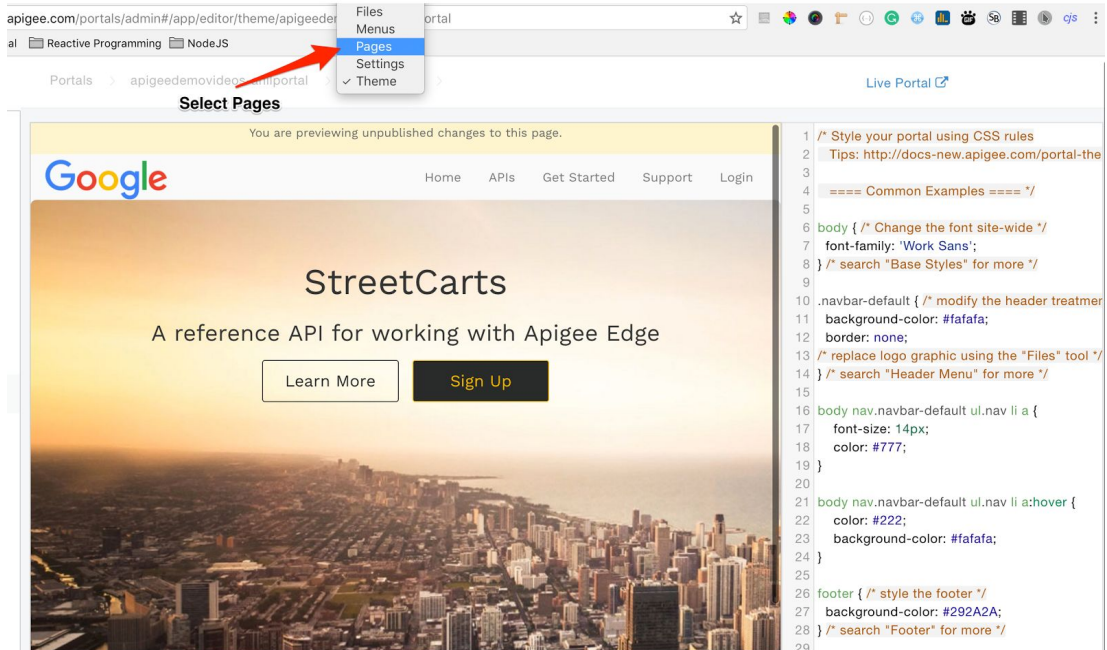 Files
apigee.com/portals/admin#/app/editor/theme/apigeeder
ortal
Menus
cjs
Reactive Programming NodeJS
Pages
Settings
✓ Theme
Portals > apigeedemovideos-
portal >
Live Portal
Select Pages
You are previewing unpublished changes to this page.
Google
Home APIs Get Started Support Login
StreetCarts
A reference API for working with Apigee Edge
Learn More Sign Up
1 /* Style your portal using CSS rules
2 Tips: http://docs-new.apigee.com/portal-the
3
4 ==== Common Examples ==== */
5
6 body { /* Change the font site-wide */
7 font-family: 'Work Sans';
8 } /* search "Base Styles" for more */
9
10 .navbar-default { /* modify the header treatmer
11 background-color: #fafafa;
12 border: none;
13 /* replace logo graphic using the "Files" tool */
14 } /* search "Header Menu" for more */
15
16 body nav.navbar-default ul.nav li a {
17 font-size: 14px;
18 color: #777;
19 }
20
21 body nav.navbar-default ul.nav li a:hover {
22 color: #222;
23 background-color: #fafafa;
24 }
25
26 footer { /* style the footer */
27 background-color: #292A2A;
28 } /* search "Footer" for more */
29